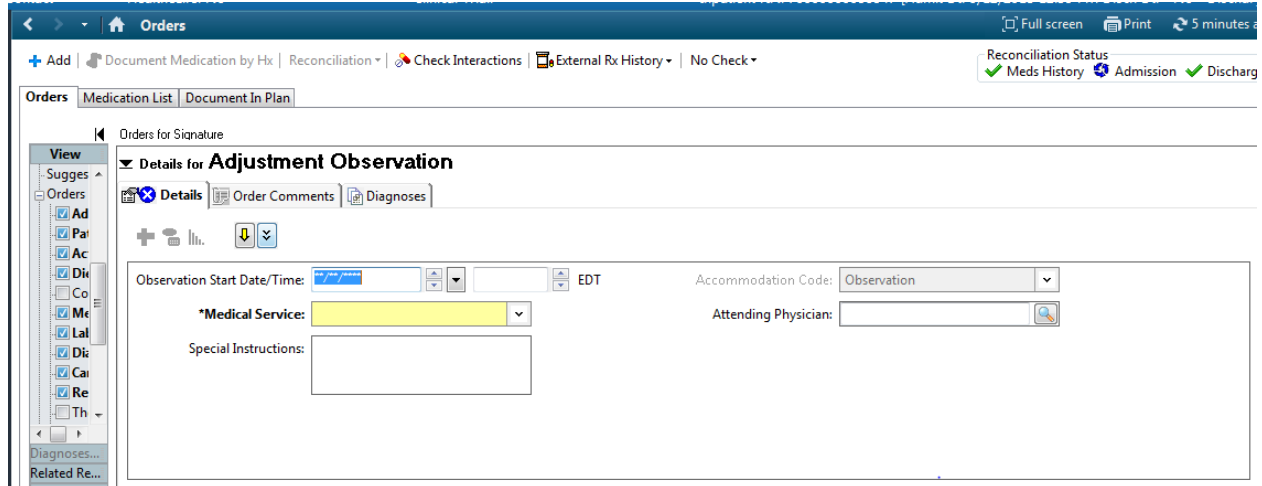 Orders Full screen Print 5 minutes a
Add Document Medication by Hx Reconciliation Check Interactions External Rx History No Check
Reconciliation Status
Meds History Admission Discharg
Orders Medication List Document In Plan
Orders for Signature
View
Details for Adjustment Observation
Sugges
Orders
Details Order Comments Diagnoses
Ad
Pat
Ac
Die
Co
Me
Lal
Dia
Car
Re
Th
Observation Start Date/Time: **/**/**** EDT Accommodation Code: Observation
*Medical Service: Attending Physician:
Special Instructions:
Diagnoses...
Related Re...